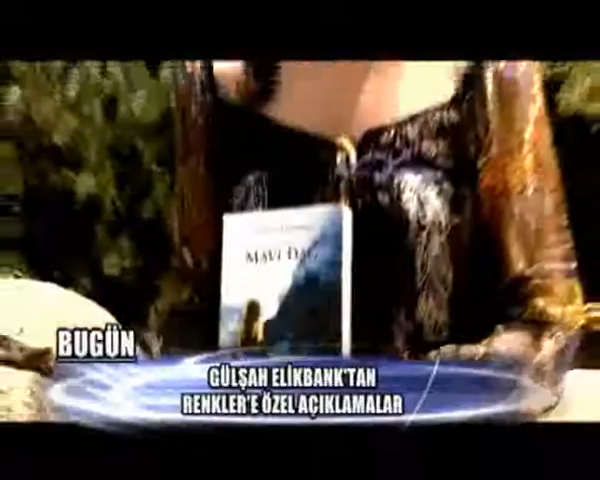 MAVİ DAĞ
BUGÜN
GÜLŞAH ELİKBANK'TAN
RENKLER'E ÖZEL AÇIKLAMALAR